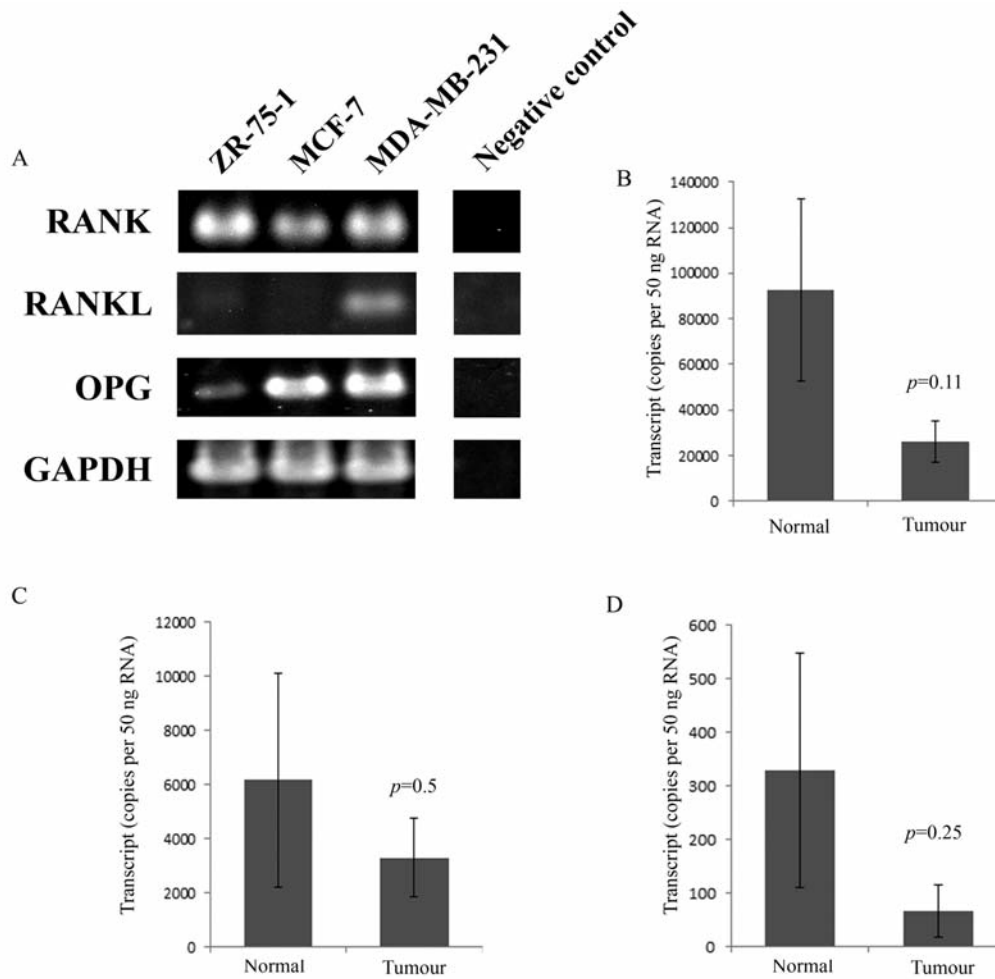 A
ZR-75-1
MCF-7
MDA-MB-231
Negative control
RANK
RANKL
OPG
GAPDH
B
Transcript (copies per 50 ng RNA)
140000
120000
100000
80000
60000
40000
20000
0
p=0.11
Normal
Tumour
C
Transcript (copies per 50 ng RNA)
12000
10000
8000
6000
4000
2000
0
p=0.5
Normal
Tumour
D
Transcript (copies per 50 ng RNA)
600
500
400
300
200
100
0
p=0.25
Normal
Tumour